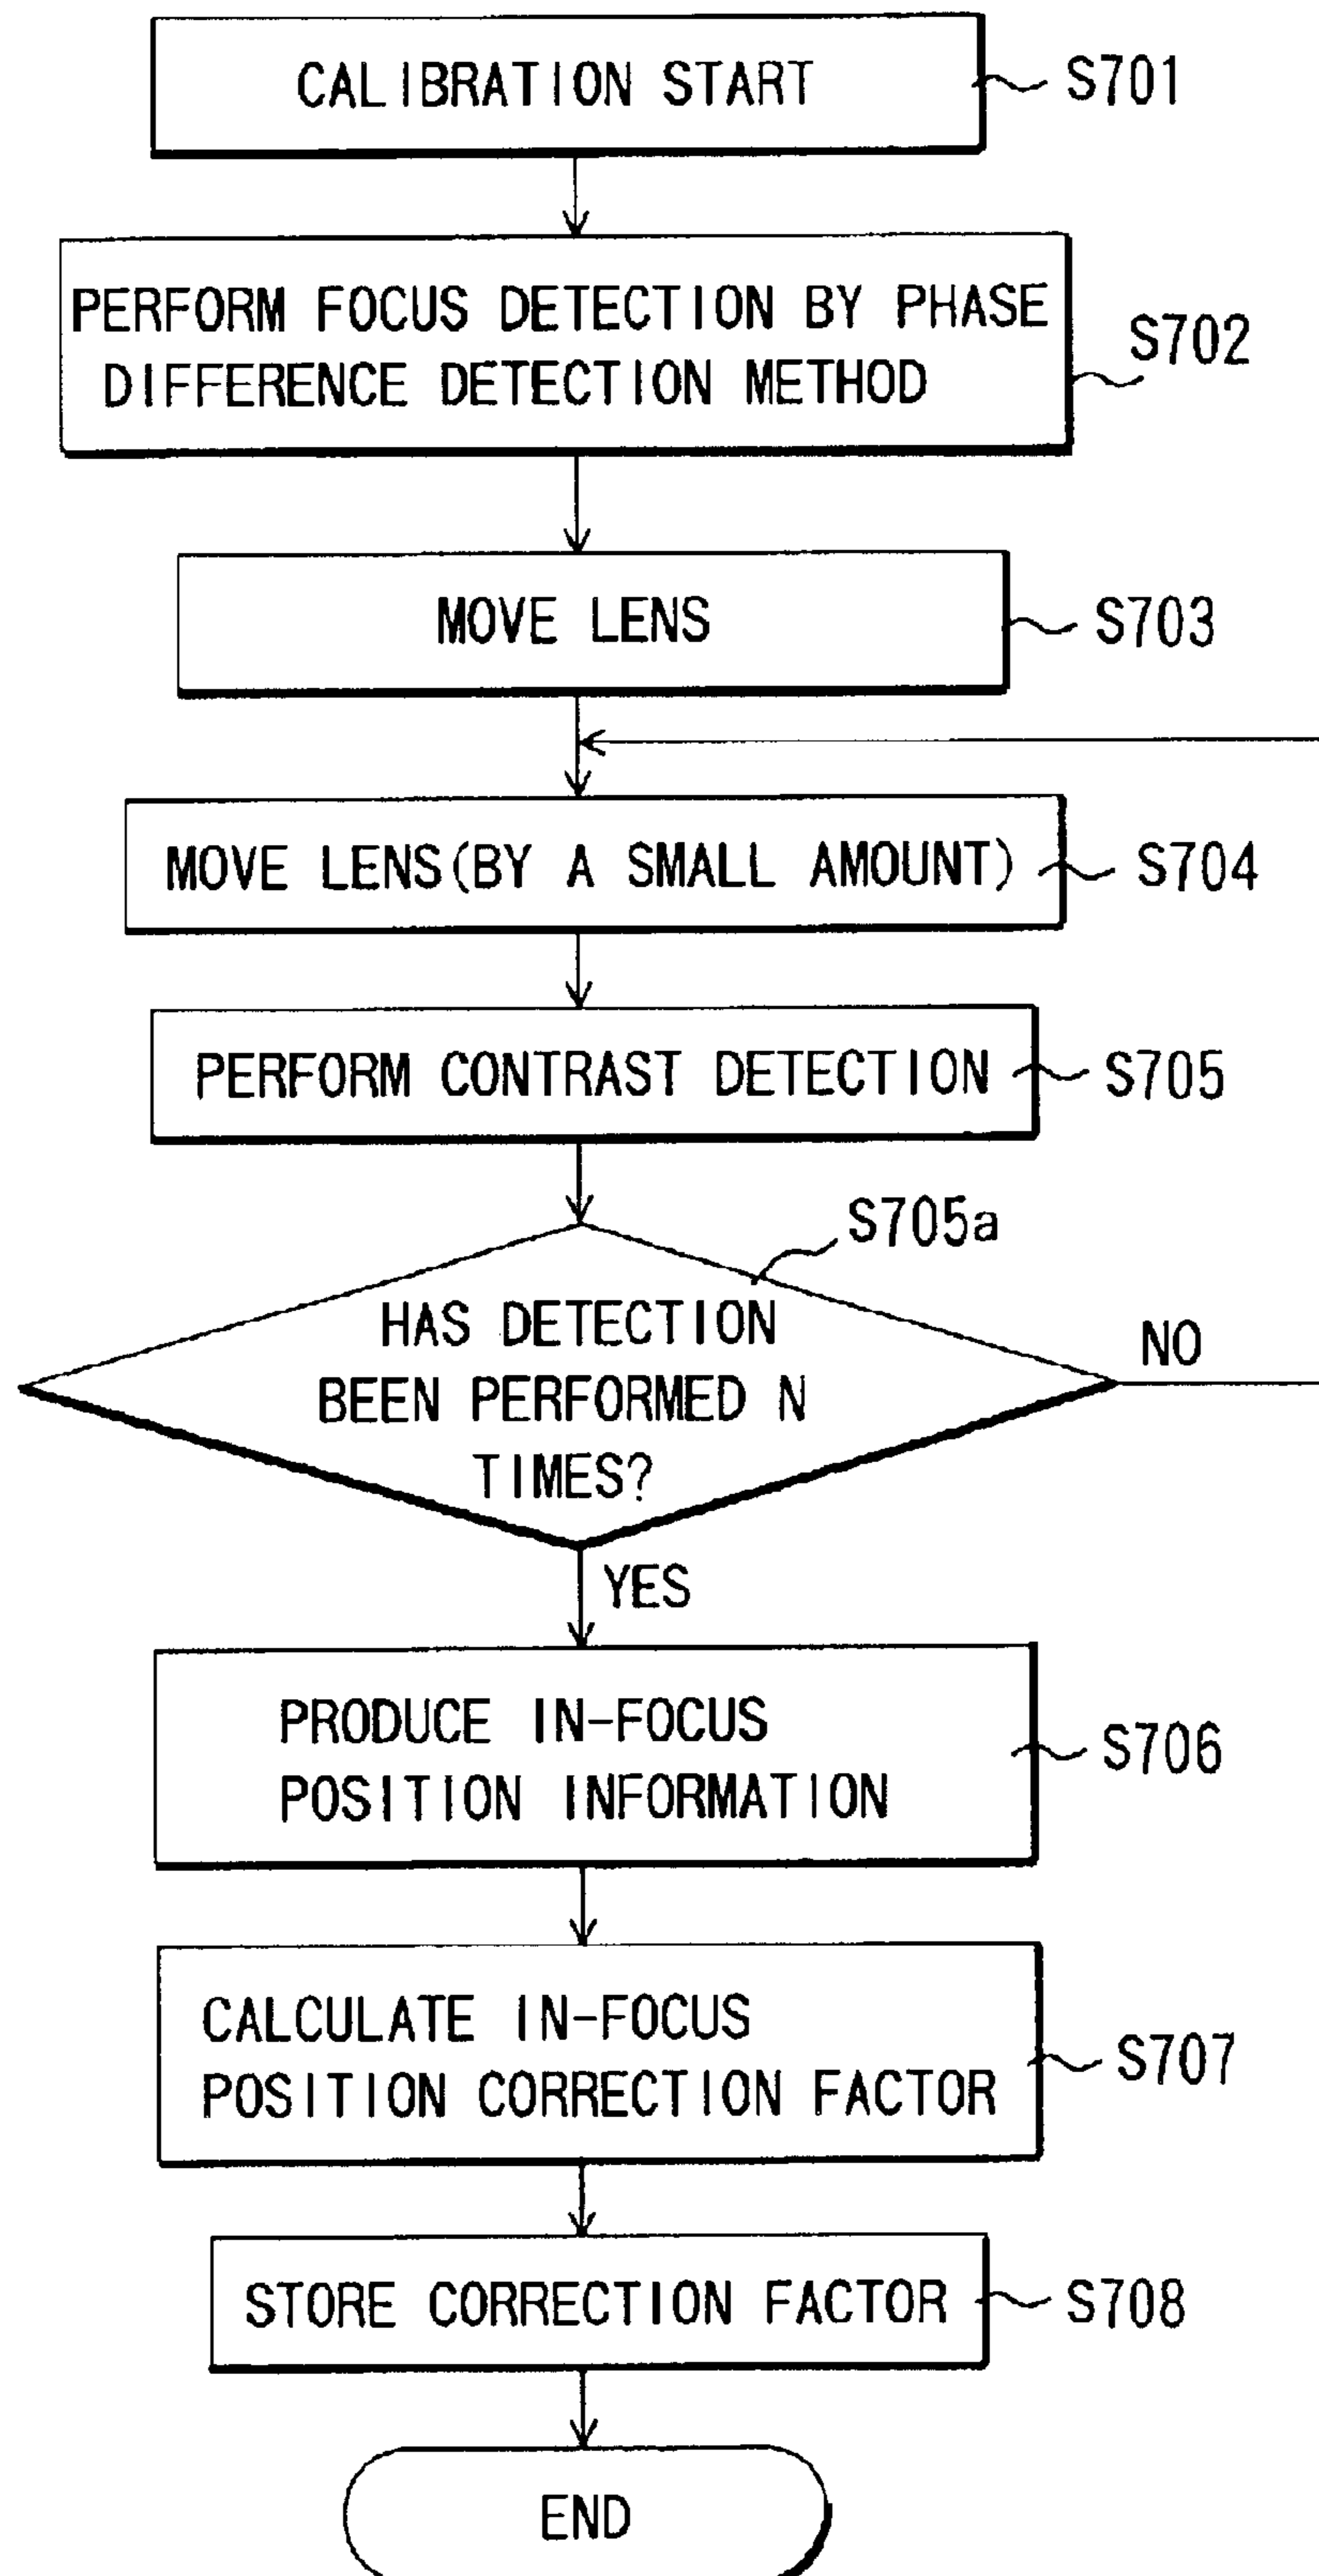 CALIBRATION START
S701
PERFORM FOCUS DETECTION BY PHASE
DIFFERENCE DETECTION METHOD
S702
MOVE LENS
S703
MOVE LENS(BY A SMALL AMOUNT)
S704
PERFORM CONTRAST DETECTION
S705
S705a
HAS DETECTION
BEEN PERFORMED N
TIMES?
NO
YES
PRODUCE IN-FOCUS
POSITION INFORMATION
S706
CALCULATE IN-FOCUS
POSITION CORRECTION FACTOR
S707
STORE CORRECTION FACTOR
S708
END